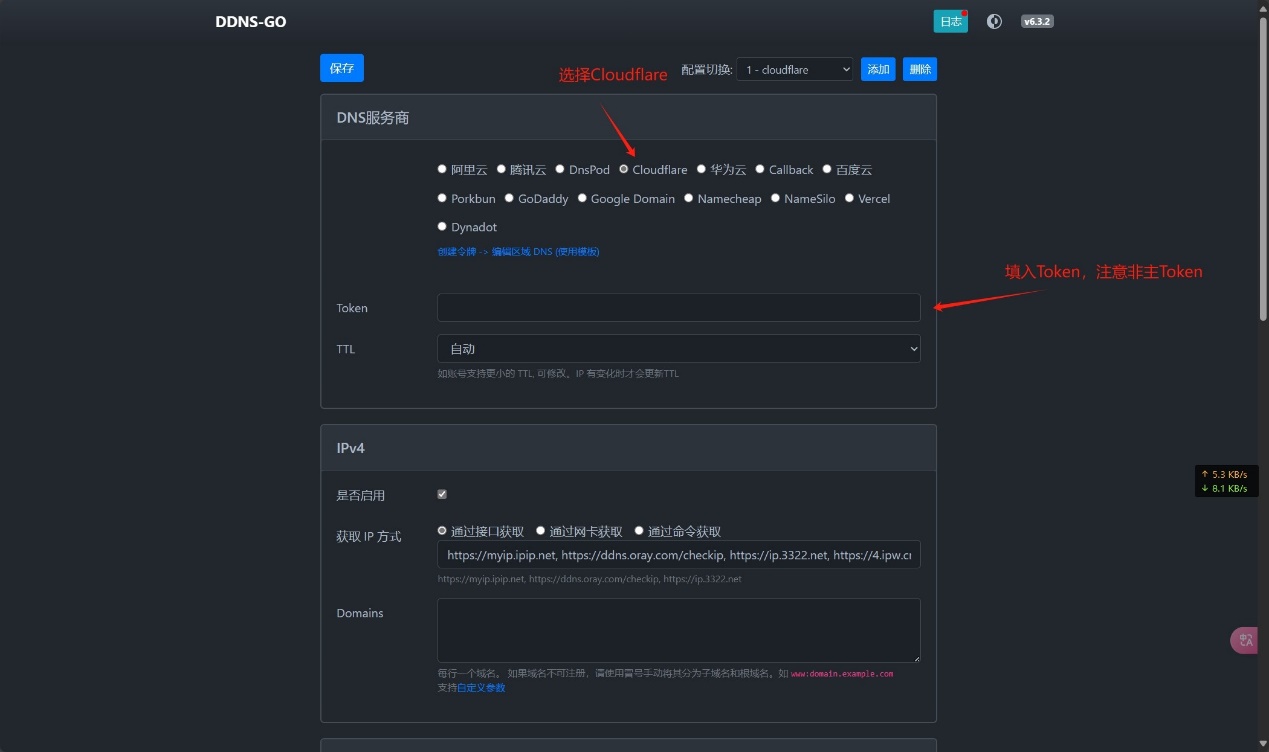 DDNS-GO
日志
v6.3.2
保存
选择Cloudflare
配置切换:
1 - cloudflare
添加
删除
DNS服务商
阿里云 腾讯云 DnsPod Cloudflare 华为云 Callback 百度云
Porkbun GoDaddy Google Domain Namecheap NameSilo Vercel
Dynadot
创建令牌 -> 编辑区域 DNS (使用模板)
填入Token，注意非主Token
Token
TTL
自动
如账号支持更小的 TTL, 可修改。IP 有变化时才会更新TTL
IPv4
↑ 5.3 KB/s
↓ 8.1 KB/s
是否启用
获取 IP 方式
通过接口获取 通过网卡获取 通过命令获取
https://myip.ipip.net, https://ddns.oray.com/checkip, https://ip.3322.net, https://4.ipw.cn
https://myip.ipip.net, https://ddns.oray.com/checkip, https://ip.3322.net
Domains
每行一个域名。 如果域名不可注册，请使用冒号手动将其分为子域名和根域名。如 www:domain.example.com
支持自定义参数